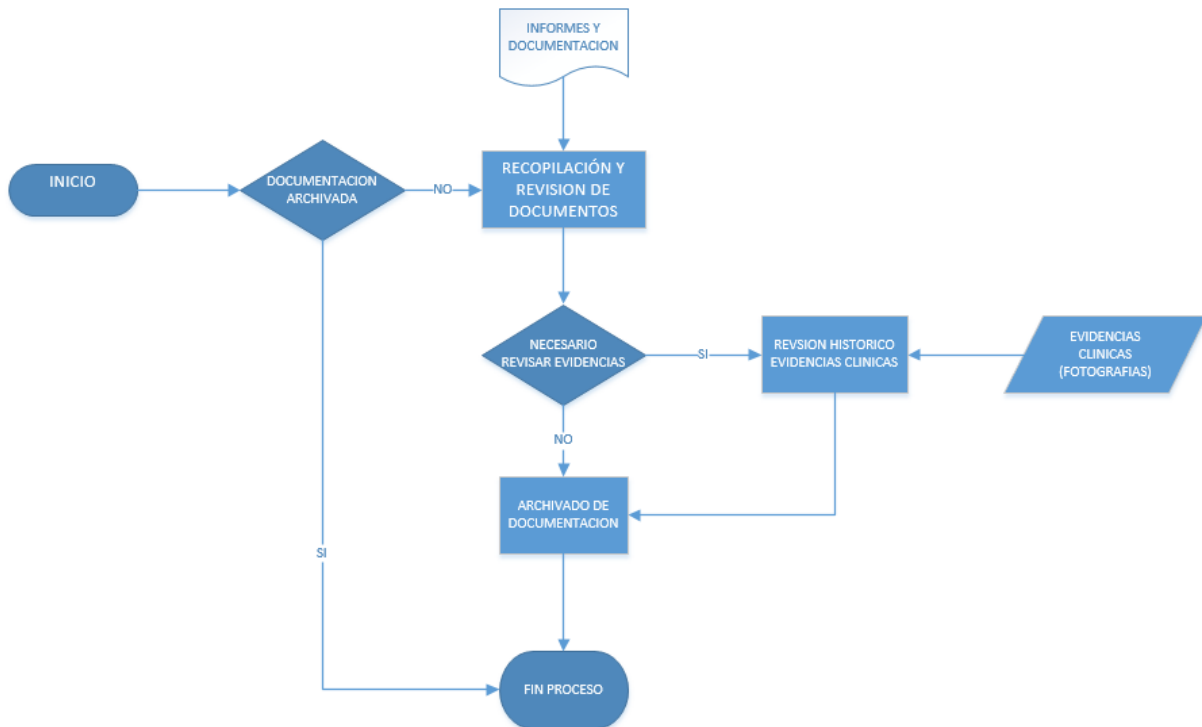 INFORMES Y
DOCUMENTACION
INICIO
DOCUMENTACION
ARCHIVADA
NO
RECOPILACIÓN Y
REVISION DE
DOCUMENTOS
NECESARIO
REVISAR EVIDENCIAS
SI
REVSION HISTORICO
EVIDENCIAS CLINICAS
EVIDENCIAS
CLINICAS
(FOTOGRAFIAS)
NO
ARCHIVADO DE
DOCUMENTACION
SI
FIN PROCESO